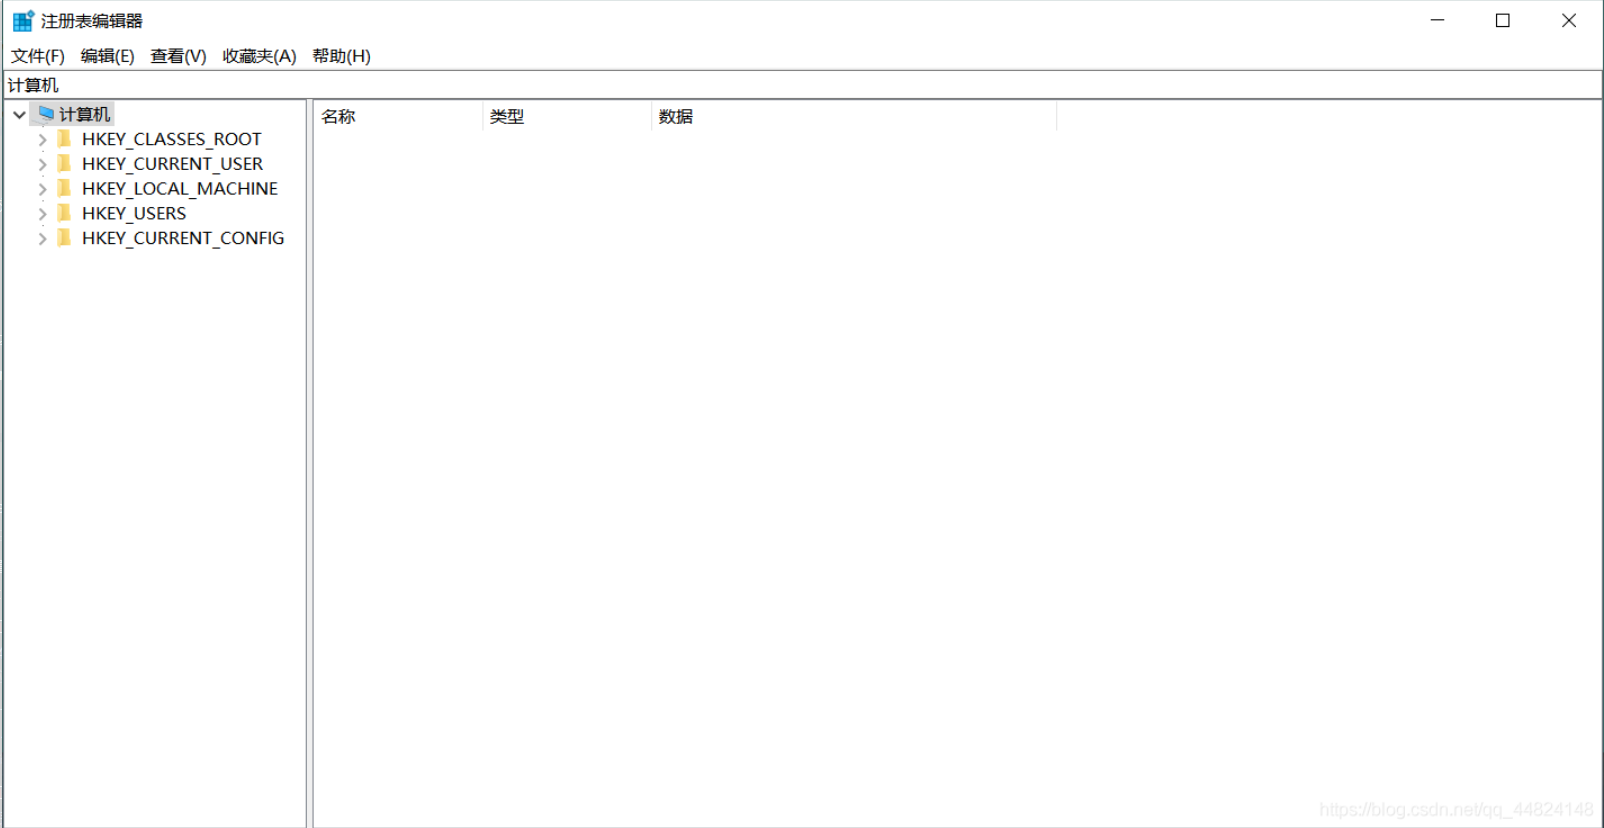 注册表编辑器
文件(F) 编辑(E) 查看(V) 收藏夹(A) 帮助(H)
计算机
计算机
HKEY_CLASSES_ROOT
HKEY_CURRENT_USER
HKEY_LOCAL_MACHINE
HKEY_USERS
HKEY_CURRENT_CONFIG
名称 类型 数据
https://blog.csdn.net/qq_44824148